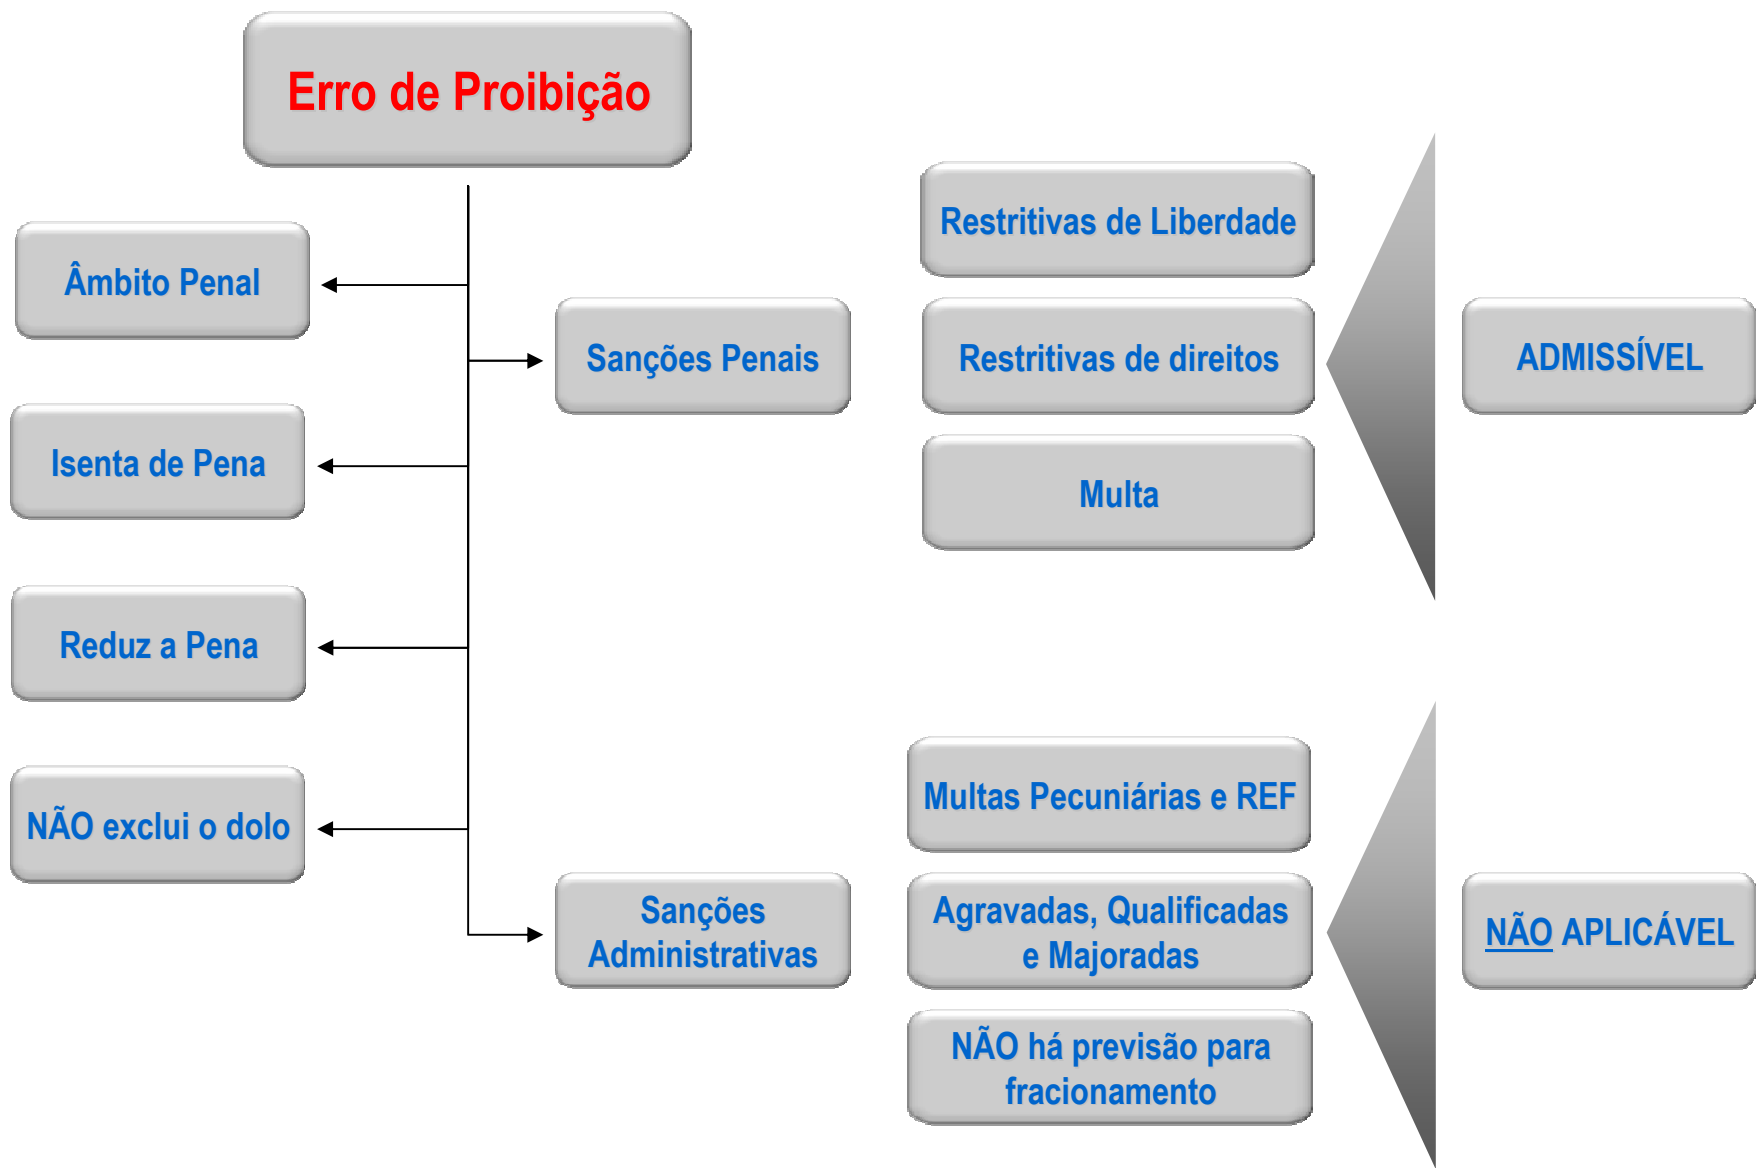 Erro de Proibição
Âmbito Penal
Isenta de Pena
Reduz a Pena
NÃO exclui o dolo
Sanções Penais
Restritivas de Liberdade
Restritivas de direitos
Multa
ADMISSÍVEL
Sanções
Administrativas
Multas Pecuniárias e REF
Agravadas, Qualificadas
e Majoradas
NÃO há previsão para
fracionamento
NÃO APLICÁVEL